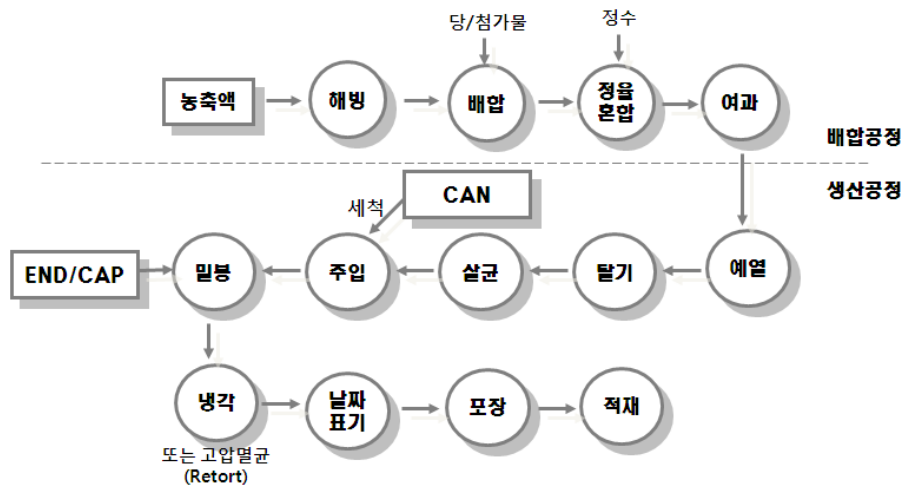 당/첨가물
정수
농축액
해빙
배합
정율
혼합
여과
배합공정
생산공정
CAN
세척
END/CAP
밀봉
주입
살균
탈기
예열
냉각
날짜
표기
포장
적재
또는 고압멸균
(Retort)